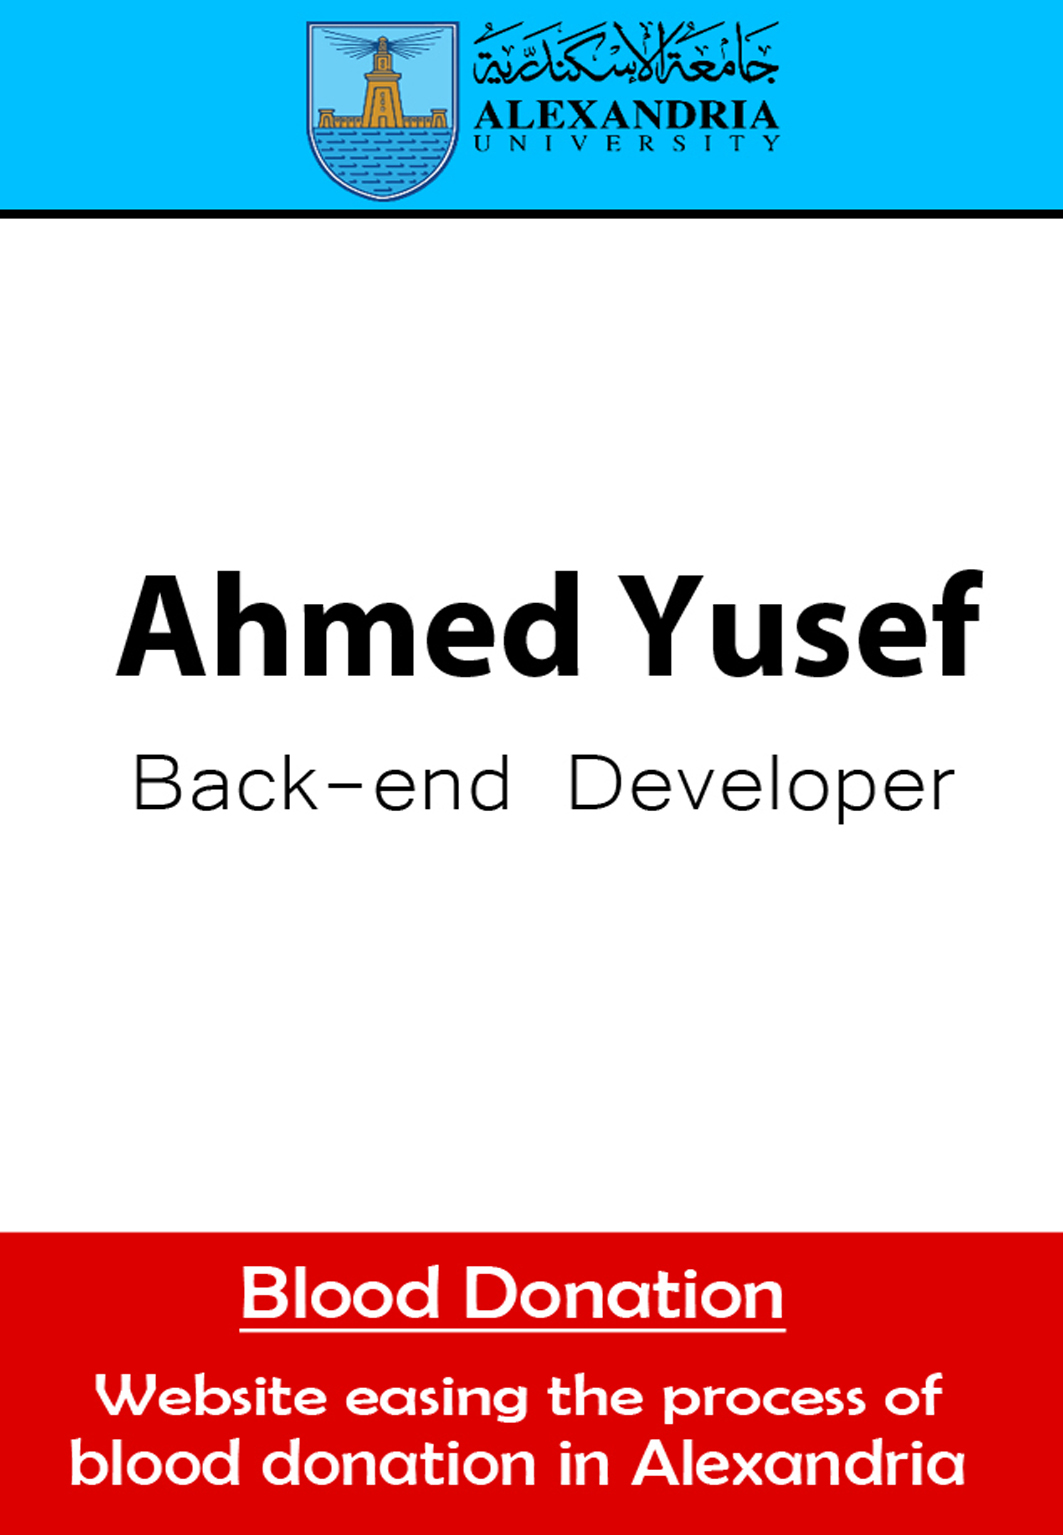 جامعة الإسكندرية
ALEXANDRIA
UNIVERSITY
Ahmed Yusef
Back-end Developer
Blood Donation
Website easing the process of
blood donation in Alexandria